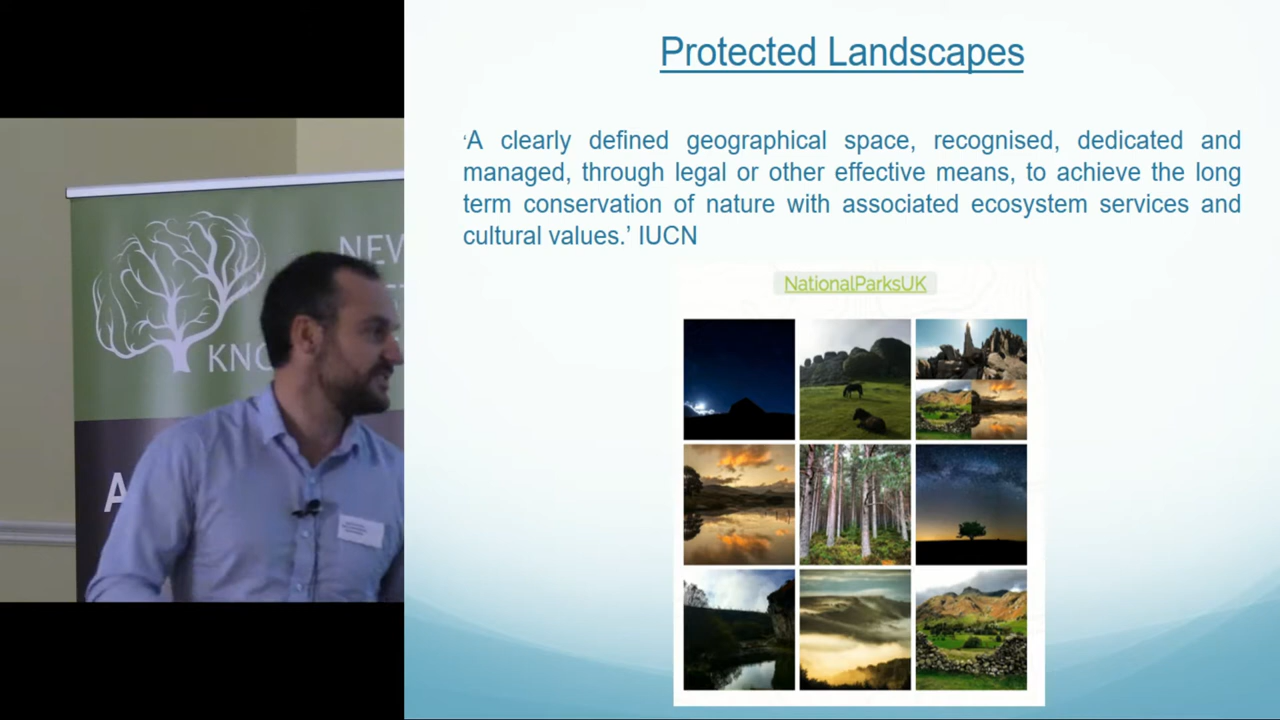 Protected Landscapes
‘A clearly defined geographical space, recognised, dedicated and
managed, through legal or other effective means, to achieve the long
term conservation of nature with associated ecosystem services and
cultural values.’ IUCN
NationalParksUK
NEW
KNO
A